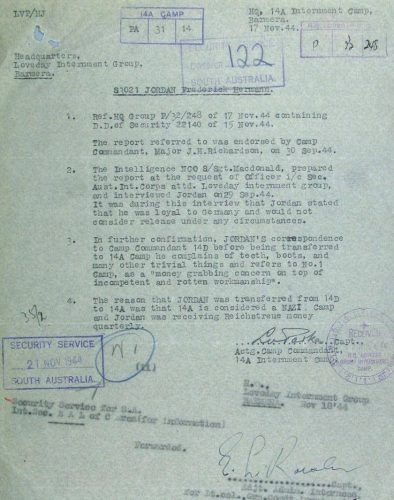 LVP/HJ
14A CAMP
PA 31 14
HQ. 14A Internment Camp.
Barmera.
17 Nov.44.
P. 32 248
Headquarters,
Loveday Internment Group,
Barmera.
122
SOUTH AUSTRALIA
S3021 JORDAN Frederick Hermann.
1. Ref.HQ Group P/32/248 of 17 Nov.44 containing
D.D.of Security 22140 of 15 Nov.44.
The report referred to was endorsed by Camp
Commandant, Major J.H.Richardson, on 30 Sep.44.
2. The Intelligence NCO S/Sgt.Macdonald, prepared
the report at the request of Officer i/c Sec.
Aust.Int.Corps attd. Loveday internment group,
and interviewed Jordan on 29 Sep.44.
It was during this interview that Jordan stated
that he was loyal to Germany and would not
consider release under any circumstances.
3. In further confirmation, JORDAN'S correspondence
to Camp Commandant 14D before being transferred
to 14A Camp he complains of teeth, boots, and
many other trivial things and refers to No.1
Camp, as a "money grabbing concern on top of
incompetent and rotten workmanship".
4. The reason that JORDAN was transferred from 14D
to 14A was that 14A is considered a NAZI Camp
and Jordan was receiving Reichstreue money
quarterly.
Capt.,
Actg.Camp Commandant,
14A Internment Camp.
SECURITY SERVICE
21 NOV 1944
SOUTH AUSTRALIA.
(11)
Loveday Internment Group
Nov 18'44
Security Service for S.A.
(for information)
Forwarded.
Capt.,
for Lt.Col.